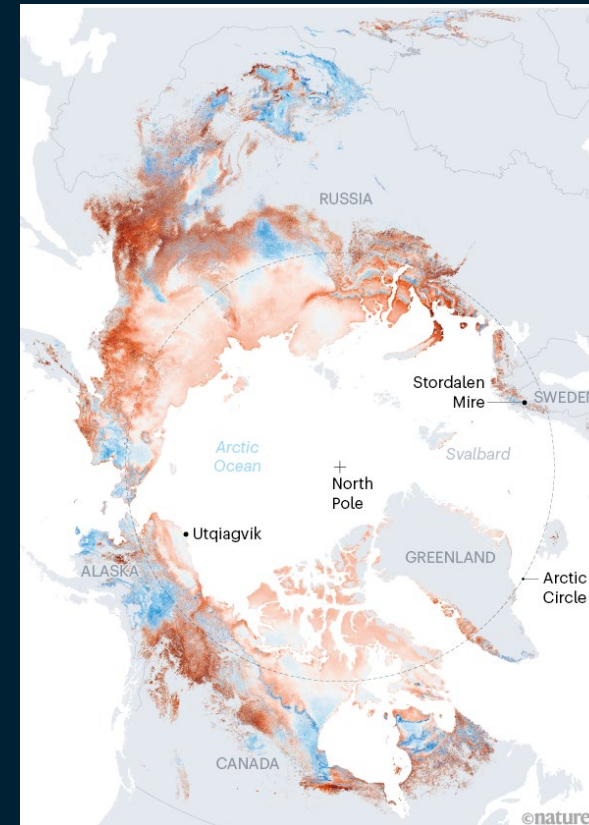 RUSSIA
Stordalen
Mire
SWEDEN
Arctic
Ocean
Svalbard
North
Pole
Utqiagvik
GREENLAND
ALASKA
Arctic
Circle
CANADA
©nature